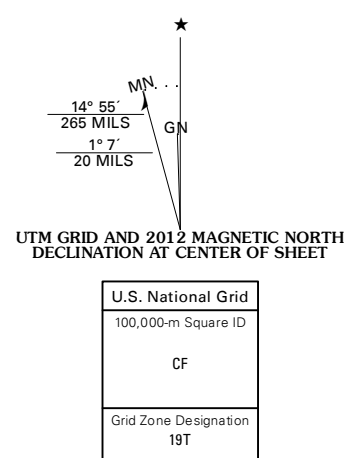 ★
MN
14° 55´
265 MILS
GN
1° 7´
20 MILS
UTM GRID AND 2012 MAGNETIC NORTH
DECLINATION AT CENTER OF SHEET
U.S. National Grid
100,000-m Square ID
CF
Grid Zone Designation
19T